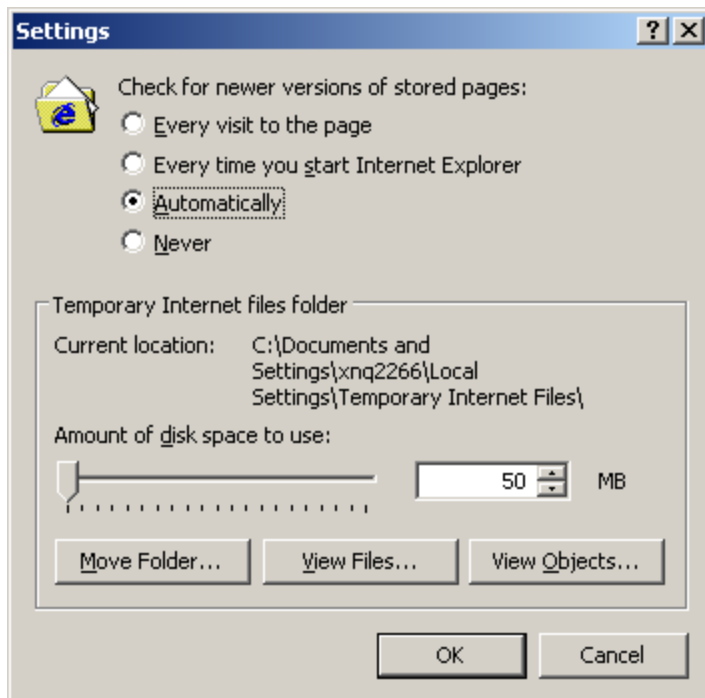 Settings
Check for newer versions of stored pages:
Every visit to the page
Every time you start Internet Explorer
Automatically
Never
Temporary Internet files folder
Current location: C:\Documents and
Settings\xnq2266\Local
Settings\Temporary Internet Files\
Amount of disk space to use:
50 MB
Move Folder... View Files... View Objects...
OK Cancel